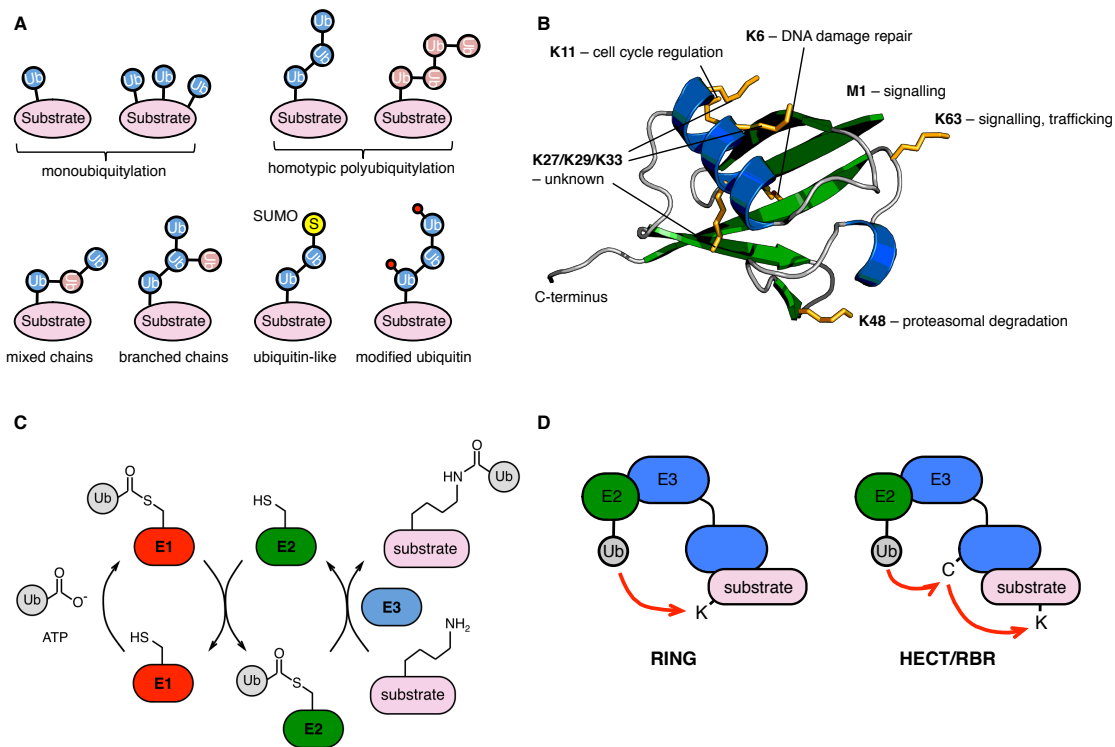 A
Ub
Substrate
Ub Ub Ub
Substrate
monoubiquitylation
Ub
Ub
Ub
Substrate
Ub Ub
Ub Ub
Substrate
homotypic polyubiquitylation
Ub Ub Ub
Substrate
mixed chains
Ub
Ub Ub
Ub
Substrate
branched chains
SUMO
S
Ub
Ub
Substrate
ubiquitin-like
Ub
Ub
Ub
Substrate
modified ubiquitin
B
K6 – DNA damage repair
K11 – cell cycle regulation
M1 – signalling
K63 – signalling, trafficking
K27/K29/K33
– unknown
C-terminus
K48 – proteasomal degradation
C
O
Ub
S
E1
HS
E2
O
HN
Ub
substrate
Ub
O
O-
ATP
HS
E1
E3
O
Ub
S
E2
NH2
substrate
D
E2
E3
Ub
substrate
K
RING
E2
E3
Ub
C
substrate
K
HECT/RBR